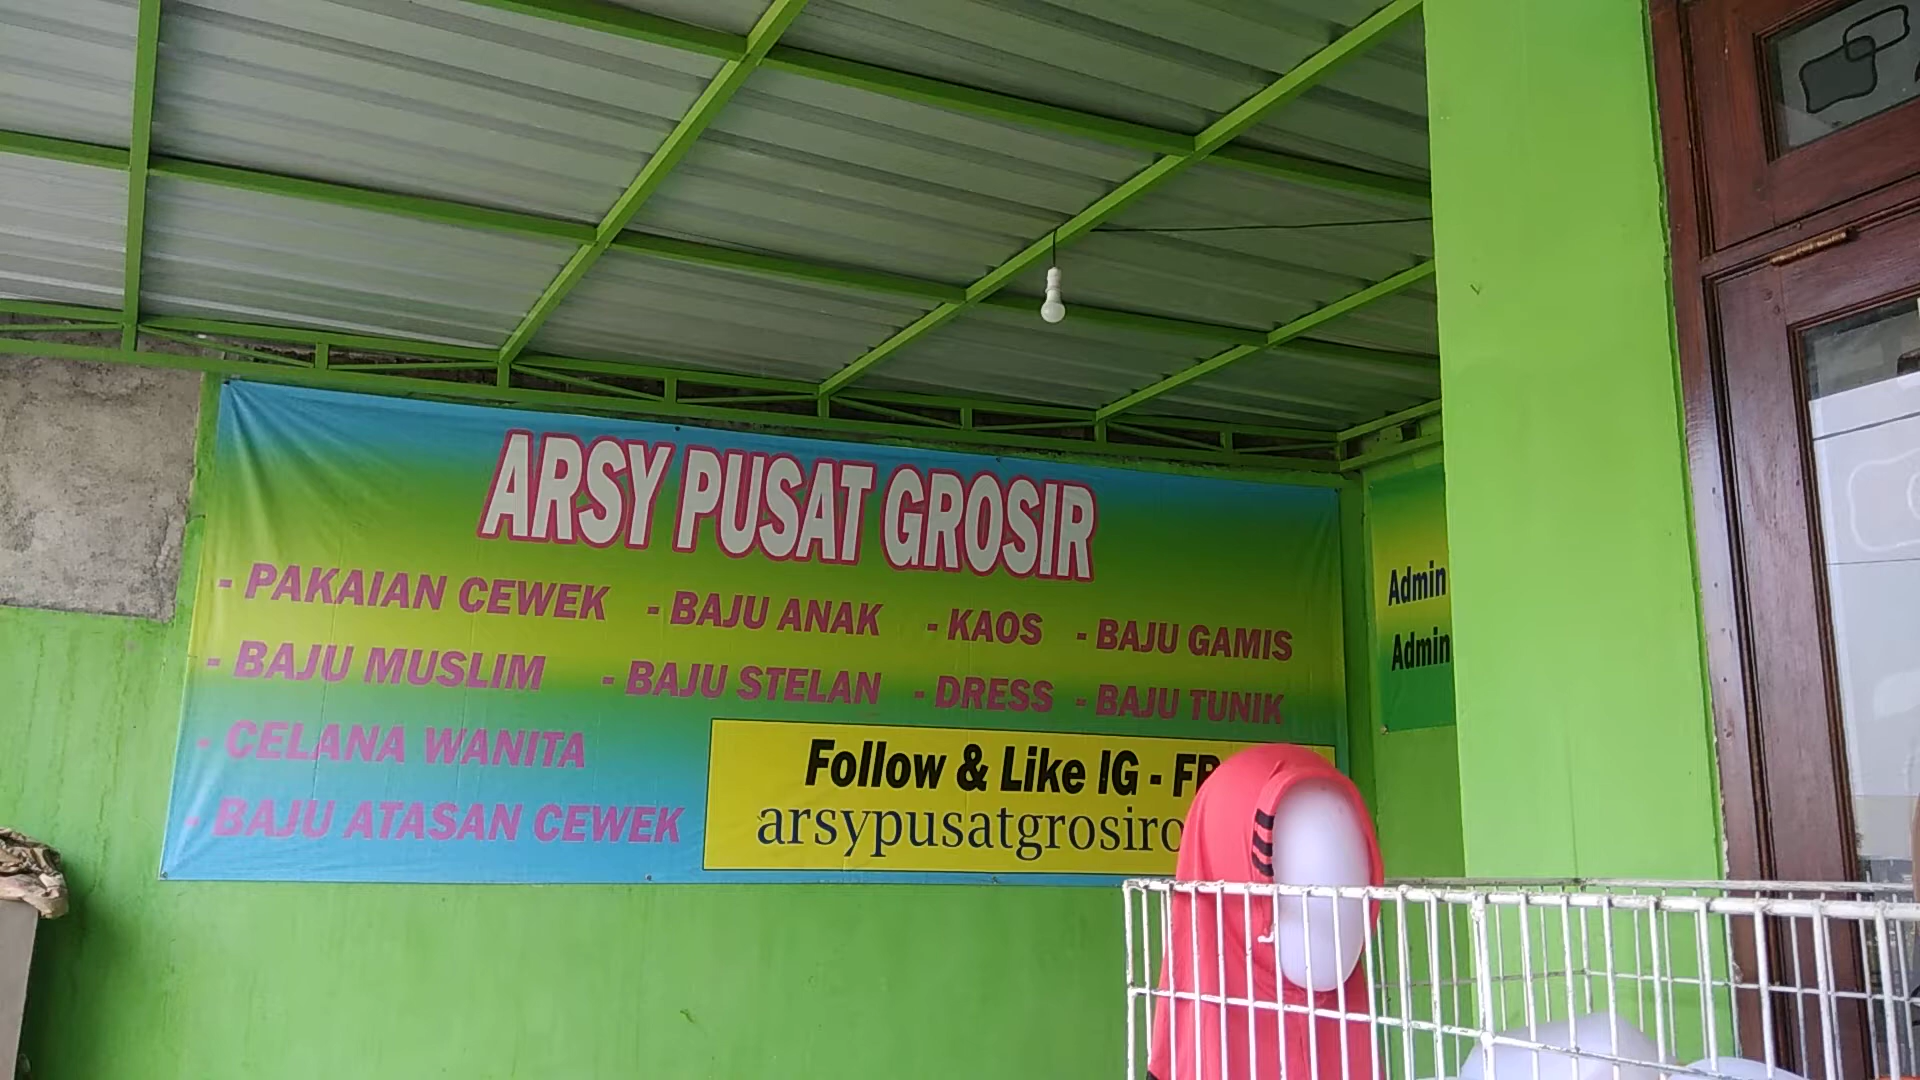 ARSY PUSAT GROSIR
- PAKAIAN CEWEK - BAJU ANAK - KAOS - BAJU GAMIS
- BAJU MUSLIM - BAJU STELAN - DRESS - BAJU TUNIK
- CELANA WANITA
- BAJU ATASAN CEWEK
Follow & Like IG -
Admin
Admin